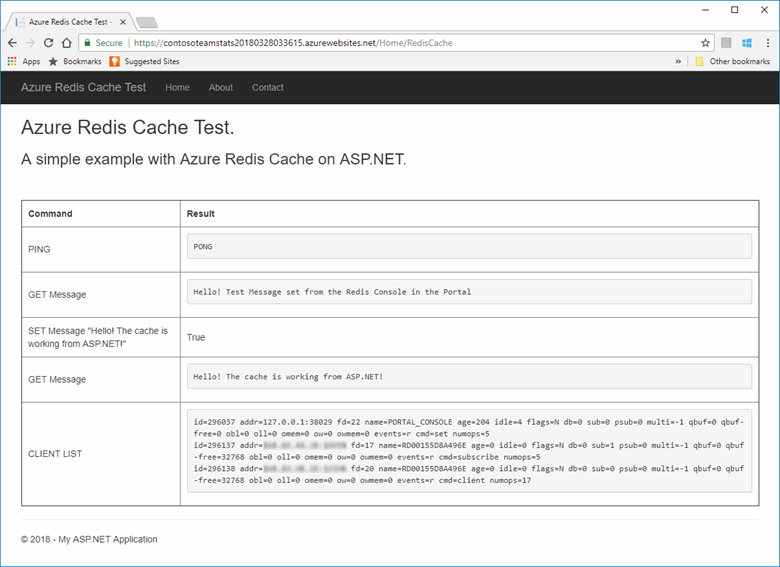 Azure Redis Cache Test -
Secure
https://contosoteamstats20180328033615.azurewebsites.net/Home/RedisCache
Apps
Bookmarks
Suggested Sites
»
Other bookmarks
Azure Redis Cache Test
Home
About
Contact
Azure Redis Cache Test.
A simple example with Azure Redis Cache on ASP.NET.
Command
Result
PING
PONG
GET Message
Hello! Test Message set from the Redis Console in the Portal
SET Message "Hello! The cache is
working from ASP.NET!"
True
GET Message
Hello! The cache is working from ASP.NET!
CLIENT LIST
id=296037 addr=127.0.0.1:38029 fd=22 name=PORTAL_CONSOLE age=204 idle=4 flags=N db=0 sub=0 psub=0 multi=-1 qbuf=0 qbuf-
free=0 obl=0 oll=0 omem=0 ow=0 owmem=0 events=r cmd=set numops=5
id=296137 addr= fd=17 name=RD00155D8A496E age=0 idle=0 flags=N db=0 sub=1 psub=0 multi=-1 qbuf=0 qbuf
-free=32768 obl=0 oll=0 omem=0 ow=0 owmem=0 events=r cmd=subscribe numops=5
id=296138 addr= fd=20 name=RD00155D8A496E age=0 idle=0 flags=N db=0 sub=0 psub=0 multi=-1 qbuf=0 qbuf
-free=32768 obl=0 oll=0 omem=0 ow=0 owmem=0 events=r cmd=client numops=17
© 2018 - My ASP.NET Application